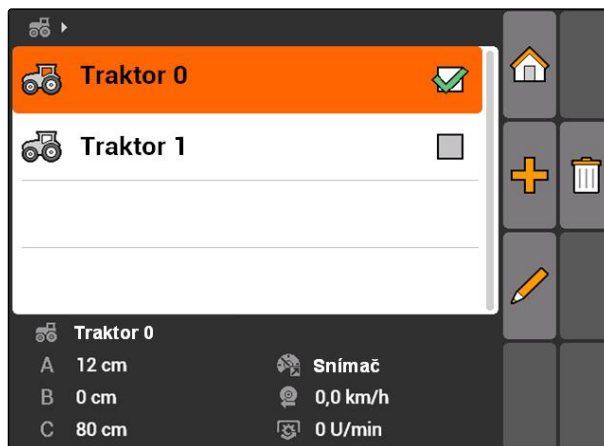 Traktor 0
Traktor 1
Traktor 0
A 12 cm Snímač
B 0 cm 0,0 km/h
C 80 cm 0 U/min